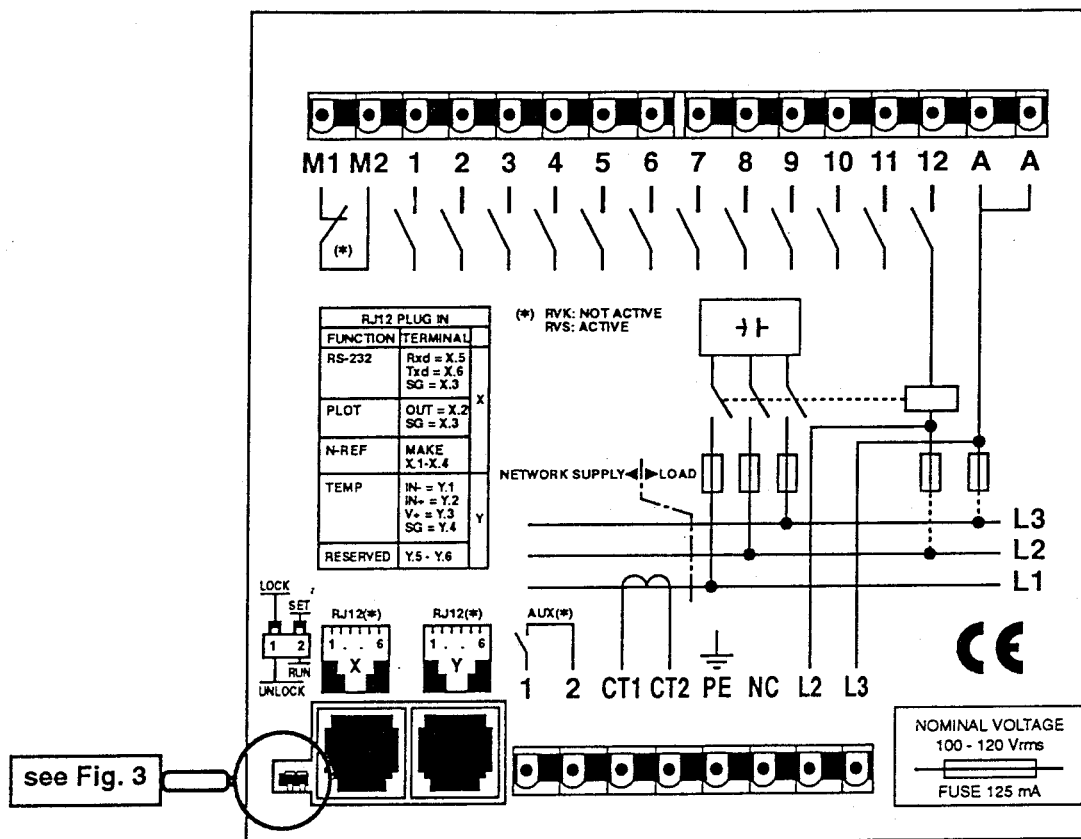 M1 M2 1 2 3 4 5 6 7 8 9 10 11 12 A A
(*)
(*) RVK: NOT ACTIVE
RVS: ACTIVE
RJ12 PLUG IN
FUNCTION TERMINAL
RS-232 Rxd = X.5
Txd = X.6
SG = X.3
X
PLOT OUT = X.2
SG = X.3
N-REF MAKE
X.1-X.4
TEMP IN- = Y.1
IN+ = Y.2
V+ = Y.3
SG = Y.4
Y
RESERVED Y.5 - Y.6
NETWORK SUPPLY LOAD
L3
L2
L1
LOCK
SET
1 2
RUN
UNLOCK
RJ12(*)
1 . . 6
X
RJ12(*)
1 . . 6
Y
AUX(*)
1 2 CT1 CT2 PE NC L2 L3
CE
NOMINAL VOLTAGE
100 - 120 Vrms
FUSE 125 mA
see Fig. 3